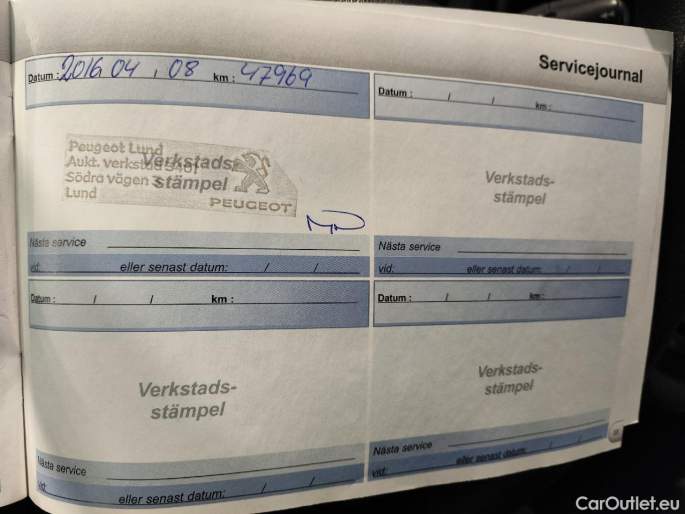 Servicejournal
Datum : 2016 04 , 08 km : 47969
Peugeot Lund
Aukt. verkstad 5401
Södra vägen 3
Lund
PEUGEOT
Verkstads-
stämpel
Nästa service
vid: eller senast datum: / /
Datum : / / km :
Verkstads-
stämpel
Nästa service
vid: eller senast datum: / /
Datum : / / km :
Verkstads-
stämpel
Nästa service
vid: eller senast datum: / /
Datum : / / km :
Verkstads-
stämpel
Nästa service
vid: eller senast datum: / /
CarOutlet.eu